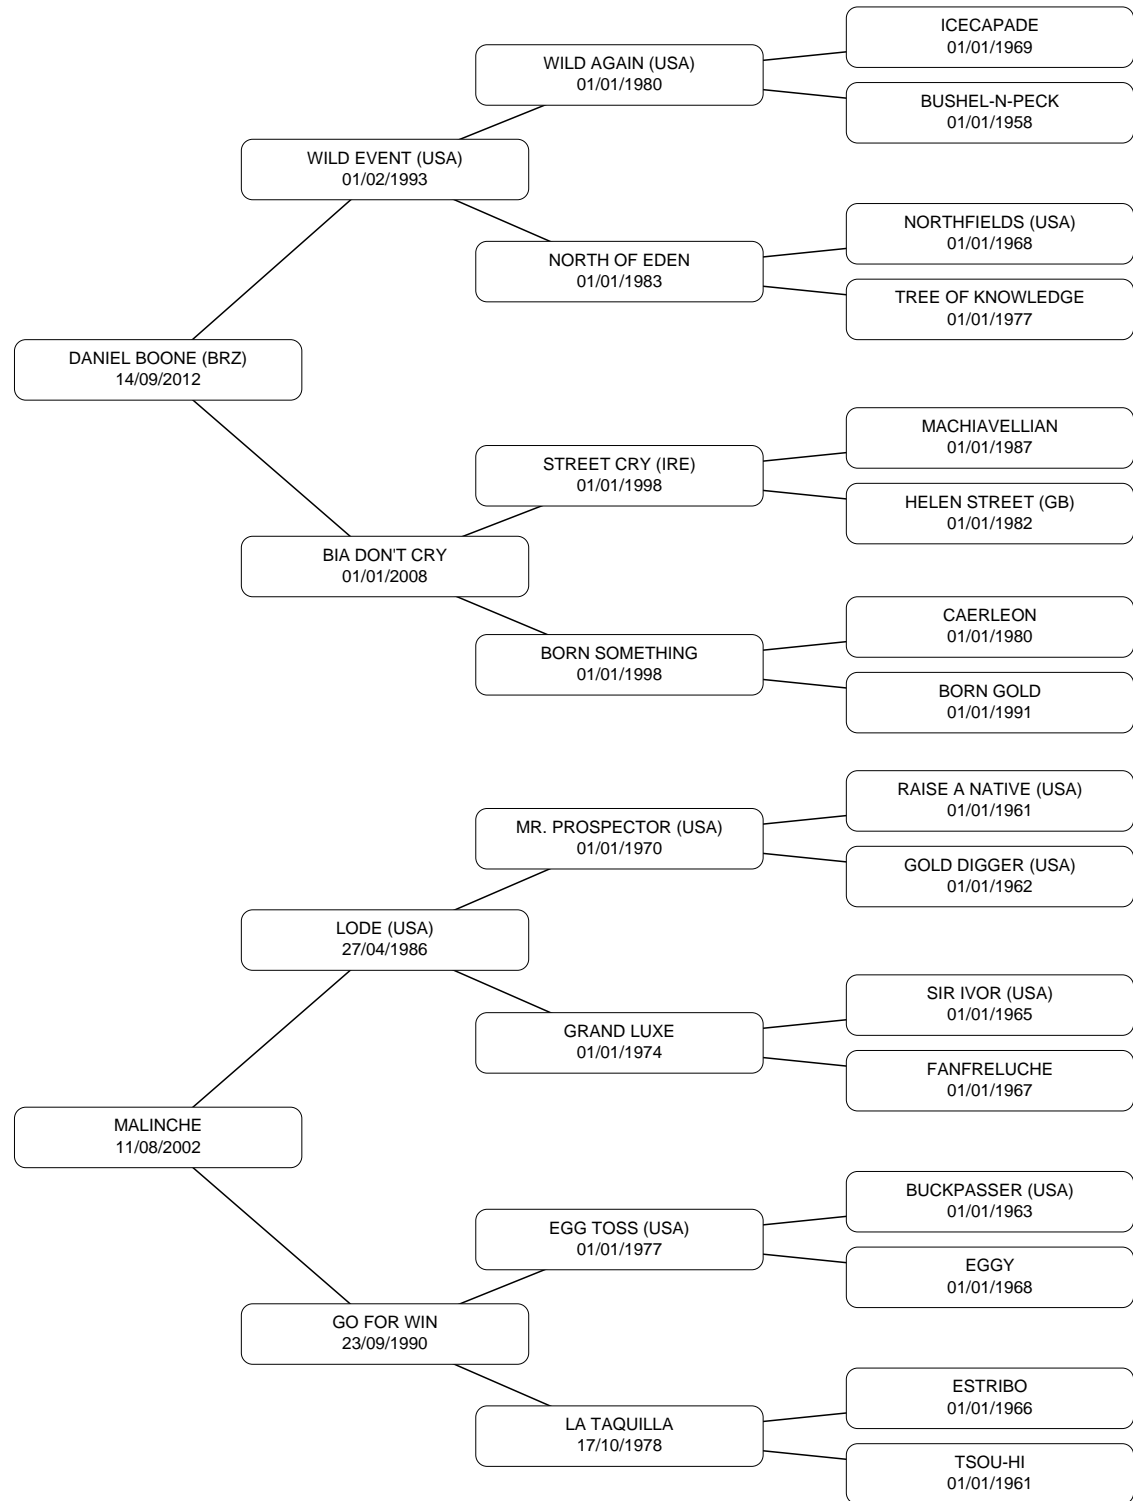 ICECAPADE
01/01/1969
WILD AGAIN (USA)
01/01/1980
BUSHEL-N-PECK
01/01/1958
WILD EVENT (USA)
01/02/1993
NORTHFIELDS (USA)
01/01/1968
NORTH OF EDEN
01/01/1983
TREE OF KNOWLEDGE
01/01/1977
DANIEL BOONE (BRZ)
14/09/2012
MACHIAVELLIAN
01/01/1987
STREET CRY (IRE)
01/01/1998
HELEN STREET (GB)
01/01/1982
BIA DON'T CRY
01/01/2008
CAERLEON
01/01/1980
BORN SOMETHING
01/01/1998
BORN GOLD
01/01/1991
RAISE A NATIVE (USA)
01/01/1961
MR. PROSPECTOR (USA)
01/01/1970
GOLD DIGGER (USA)
01/01/1962
LODE (USA)
27/04/1986
SIR IVOR (USA)
01/01/1965
GRAND LUXE
01/01/1974
FANFRELUCHE
01/01/1967
MALINCHE
11/08/2002
BUCKPASSER (USA)
01/01/1963
EGG TOSS (USA)
01/01/1977
EGGY
01/01/1968
GO FOR WIN
23/09/1990
ESTRIBO
01/01/1966
LA TAQUILLA
17/10/1978
TSOU-HI
01/01/1961